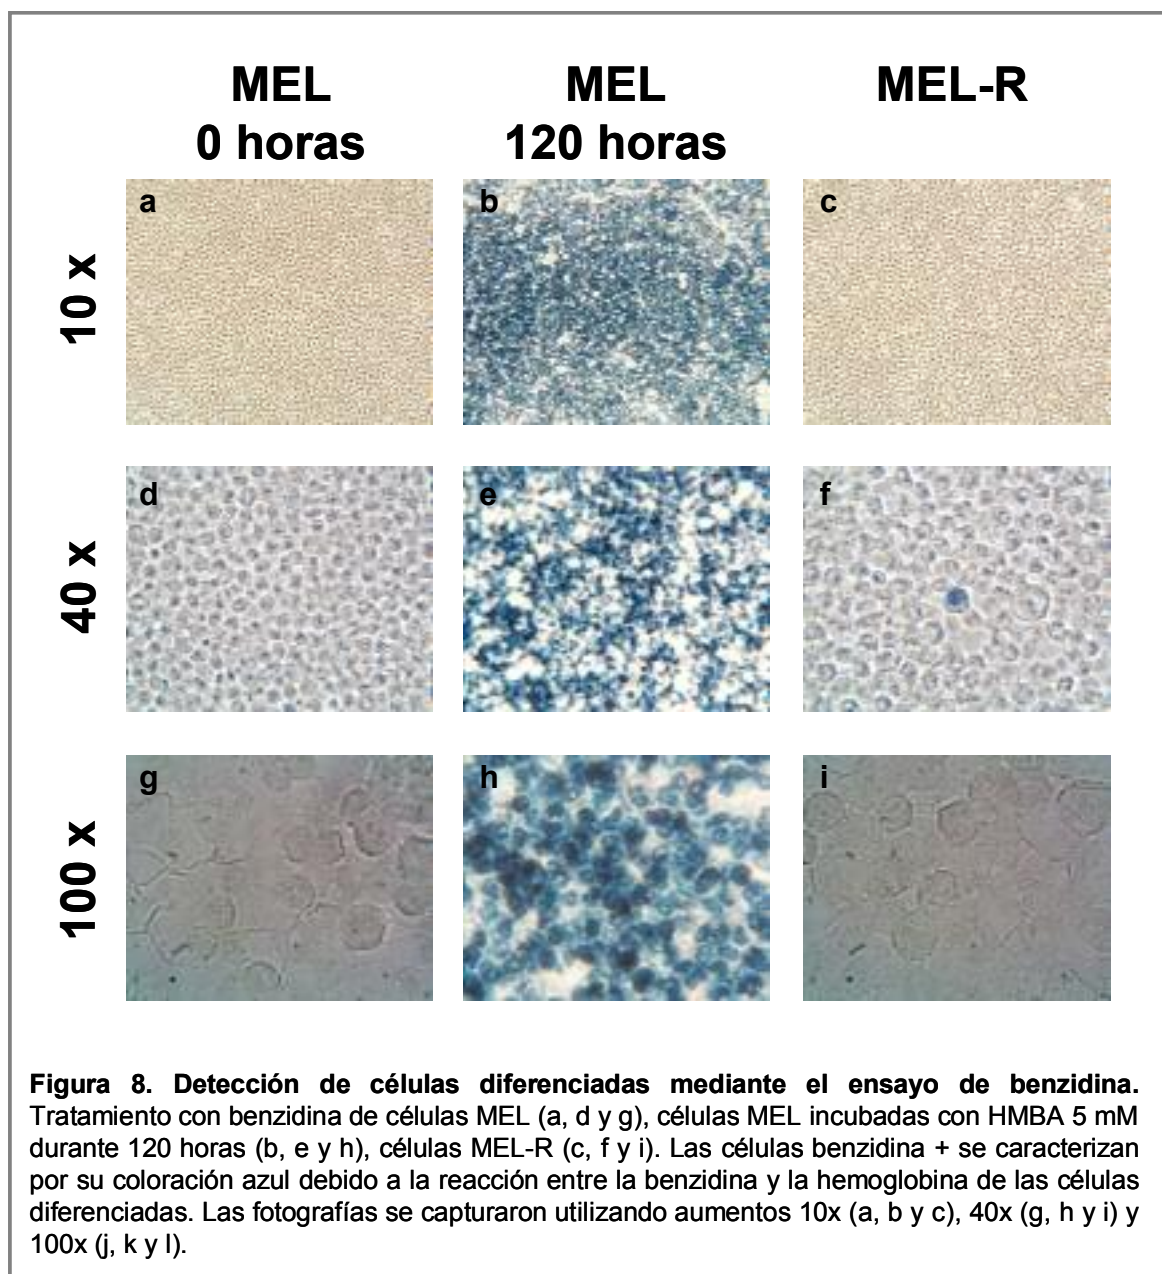 MEL MEL MEL-R
0 horas 120 horas
10 x
a b c
40 x
d e f
100 x
g h i
Figura 8. Detección de células diferenciadas mediante el ensayo de benzidina.
Tratamiento con benzidina de células MEL (a, d y g), células MEL incubadas con HMBA 5 mM
durante 120 horas (b, e y h), células MEL-R (c, f y i). Las células benzidina + se caracterizan
por su coloración azul debido a la reacción entre la benzidina y la hemoglobina de las células
diferenciadas. Las fotografías se capturaron utilizando aumentos 10x (a, b y c), 40x (g, h y i) y
100x (j, k y l).